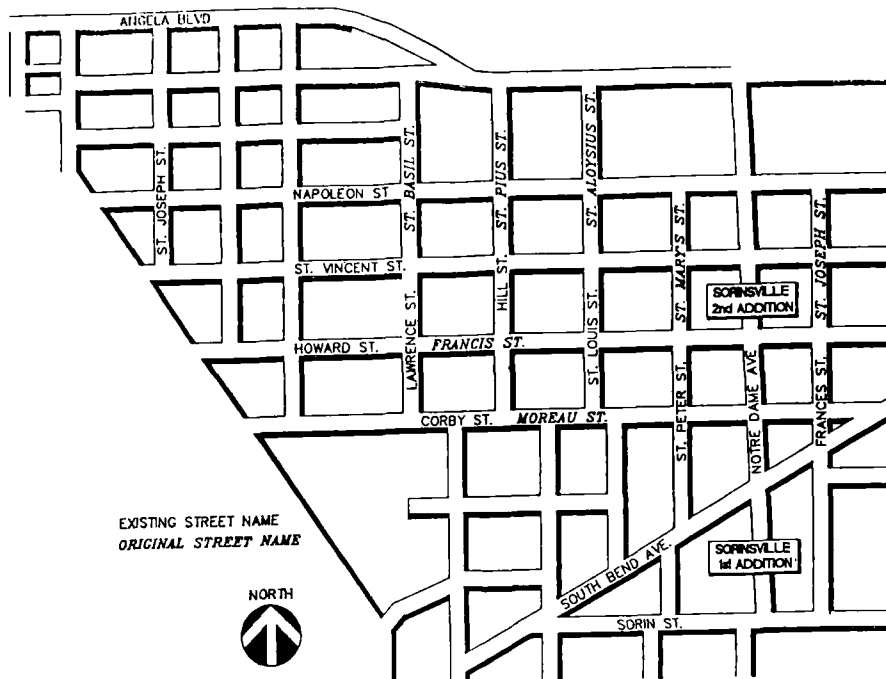 ANGELA BLVD
ST. JOSEPH ST.
NAPOLEON ST
ST. BASIL ST.
ST. PIUS ST.
ST. ALOYSIUS ST.
ST. VINCENT ST.
LAWRENCE ST.
HILL ST.
ST. LOUIS ST.
ST. MARY'S ST.
ST. JOSEPH ST.
SORINSVILLE
2nd ADDITION
HOWARD ST.
FRANCIS ST.
CORBY ST.
MOREAU ST.
ST. PETER ST.
NOTRE DAME AVE
FRANCES ST.
EXISTING STREET NAME
ORIGINAL STREET NAME
SOUTH BEND AVE.
SORINSVILLE
1st ADDITION
NORTH
SORIN ST.